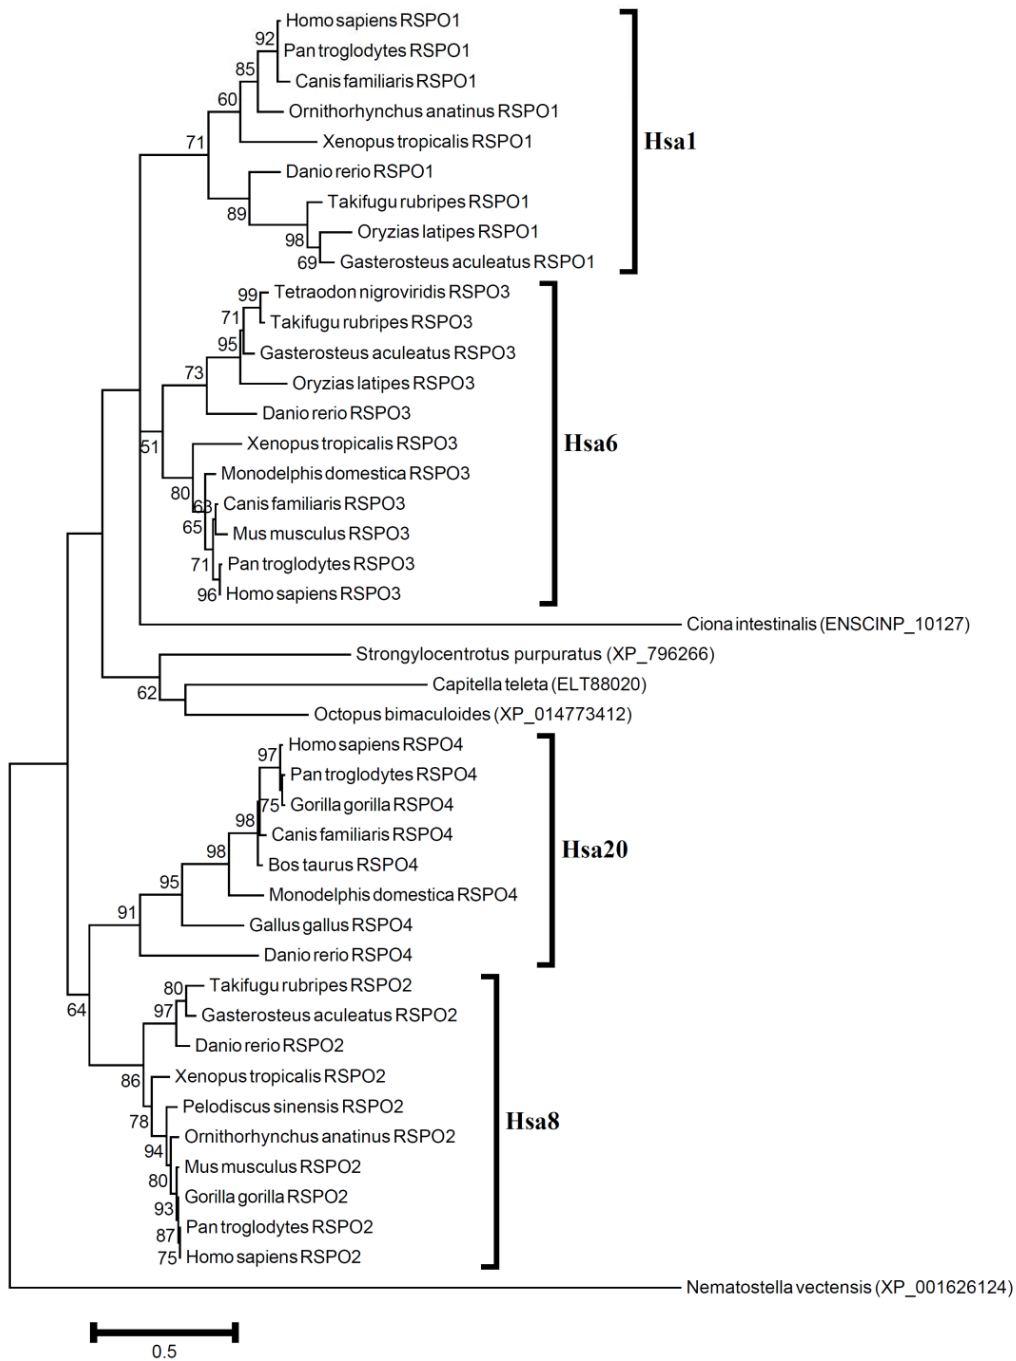 Homo sapiens RSPO1
92
Pan troglodytes RSPO1
85
Canis familiaris RSPO1
60
Ornithorhynchus anatinus RSPO1
71
Xenopus tropicalis RSPO1
Hsa1
Danio rerio RSPO1
89
Takifugu rubripes RSPO1
98
Oryzias latipes RSPO1
69
Gasterosteus aculeatus RSPO1
99
Tetraodon nigroviridis RSPO3
71
Takifugu rubripes RSPO3
95
Gasterosteus aculeatus RSPO3
73
Oryzias latipes RSPO3
Danio rerio RSPO3
51
Xenopus tropicalis RSPO3
Hsa6
Monodelphis domestica RSPO3
80
63
Canis familiaris RSPO3
65
Mus musculus RSPO3
71
Pan troglodytes RSPO3
96
Homo sapiens RSPO3
Ciona intestinalis (ENSCINP_10127)
Strongylocentrotus purpuratus (XP_796266)
62
Capitella teleta (ELT88020)
Octopus bimaculoides (XP_014773412)
Homo sapiens RSPO4
97
Pan troglodytes RSPO4
75
Gorilla gorilla RSPO4
98
Canis familiaris RSPO4
Hsa20
98
Bos taurus RSPO4
95
Monodelphis domestica RSPO4
91
Gallus gallus RSPO4
Danio rerio RSPO4
64
80
Takifugu rubripes RSPO2
97
Gasterosteus aculeatus RSPO2
Danio rerio RSPO2
86
Xenopus tropicalis RSPO2
78
Pelodiscus sinensis RSPO2
Hsa8
94
Ornithorhynchus anatinus RSPO2
80
Mus musculus RSPO2
93
Gorilla gorilla RSPO2
87
Pan troglodytes RSPO2
75
Homo sapiens RSPO2
Nematostella vectensis (XP_001626124)
0.5